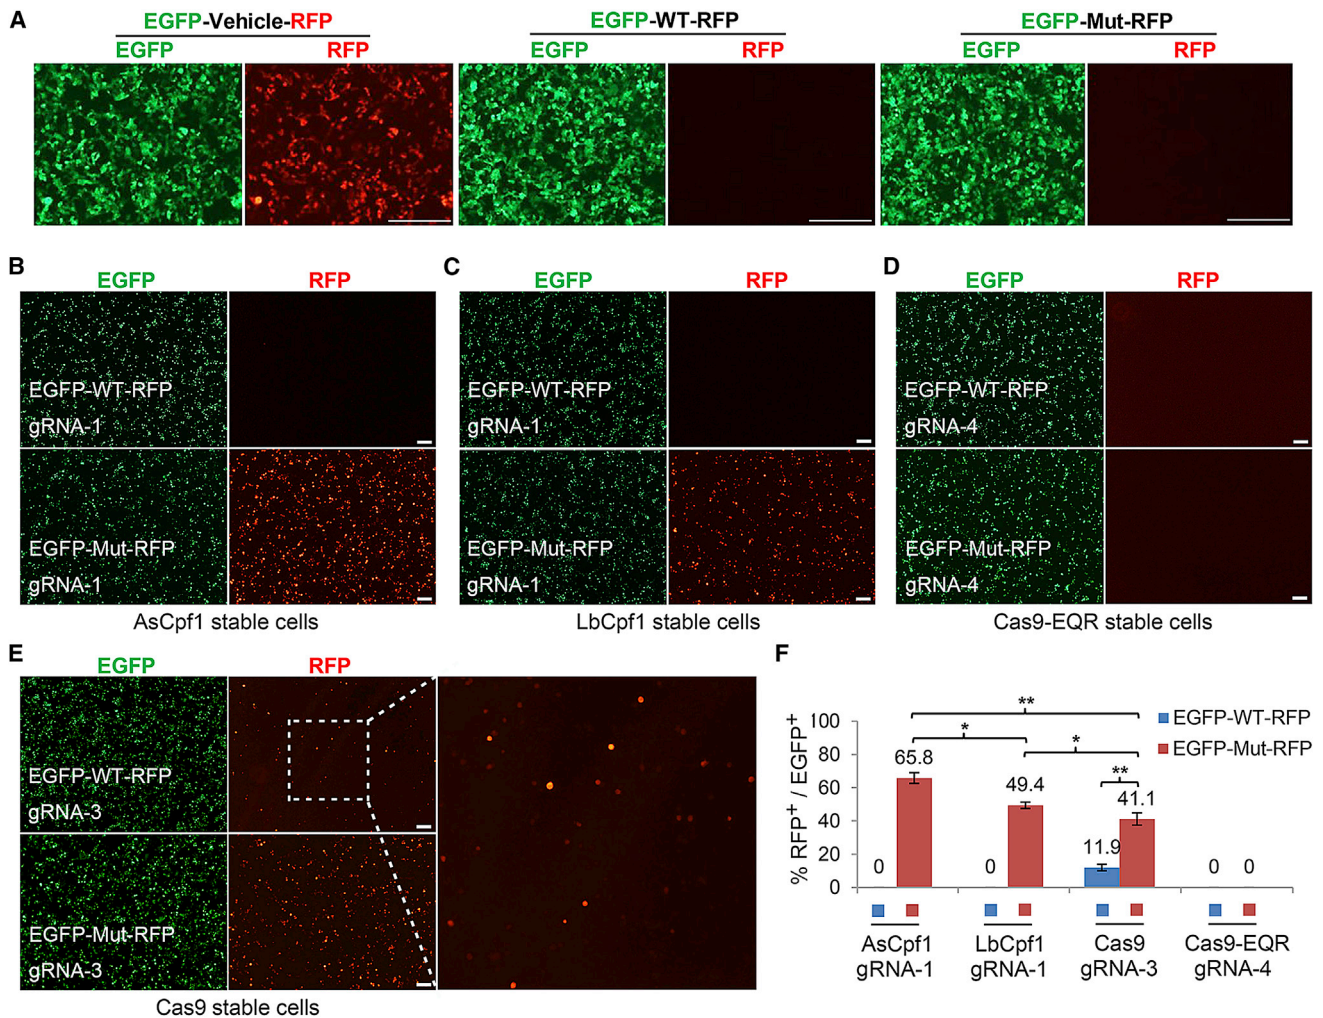 A
EGFP-Vehicle-RFP
EGFP RFP
EGFP-WT-RFP
EGFP RFP
EGFP-Mut-RFP
EGFP RFP
B
EGFP RFP
EGFP-WT-RFP
gRNA-1
EGFP-Mut-RFP
gRNA-1
AsCpf1 stable cells
C
EGFP RFP
EGFP-WT-RFP
gRNA-1
EGFP-Mut-RFP
gRNA-1
LbCpf1 stable cells
D
EGFP RFP
EGFP-WT-RFP
gRNA-4
EGFP-Mut-RFP
gRNA-4
Cas9-EQR stable cells
E
EGFP RFP
EGFP-WT-RFP
gRNA-3
EGFP-Mut-RFP
gRNA-3
Cas9 stable cells
F
% RFP+ / EGFP+
100
80
60
40
20
0
EGFP-WT-RFP
EGFP-Mut-RFP
**
*
*
**
0 65.8
0 49.4
11.9 41.1
0 0
AsCpf1
gRNA-1
LbCpf1
gRNA-1
Cas9
gRNA-3
Cas9-EQR
gRNA-4